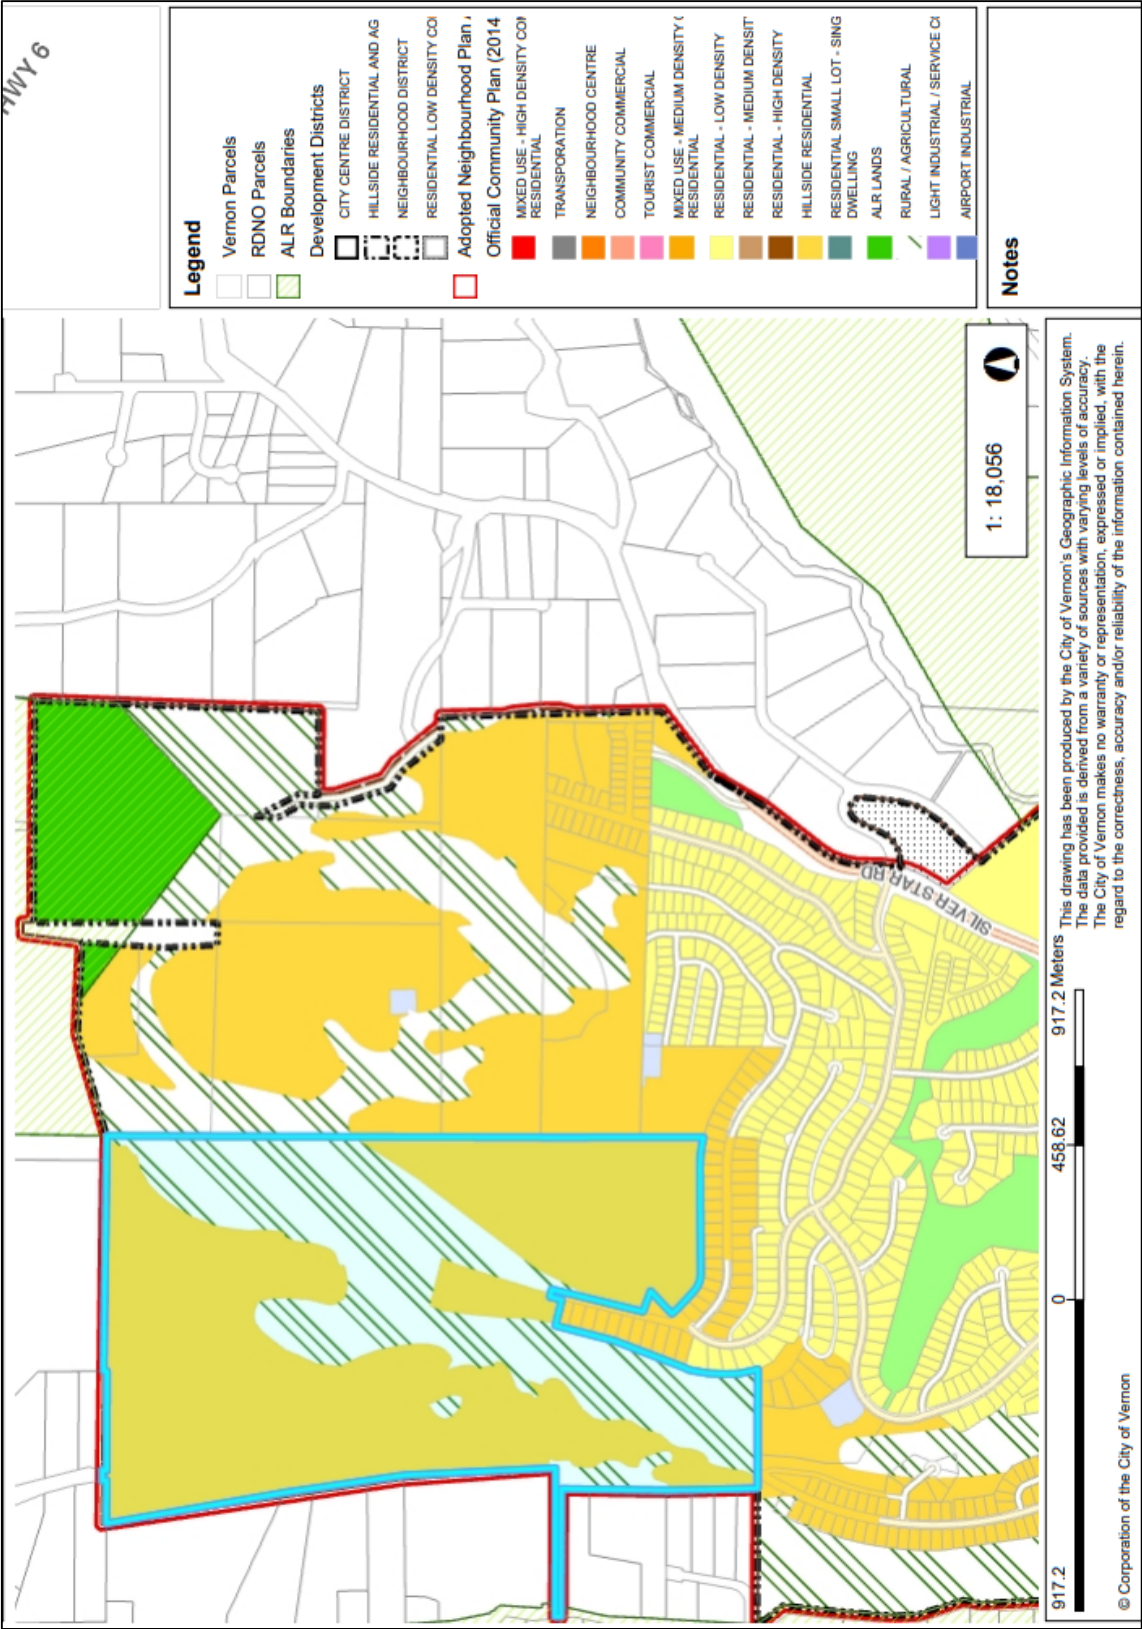 HWY 6
Legend
Vernon Parcels
RDNO Parcels
ALR Boundaries
Development Districts
CITY CENTRE DISTRICT
HILLSIDE RESIDENTIAL AND AG
NEIGHBOURHOOD DISTRICT
RESIDENTIAL LOW DENSITY CO
Adopted Neighbourhood Plan
Official Community Plan (2014
MIXED USE - HIGH DENSITY CO
RESIDENTIAL
TRANSPORATION
NEIGHBOURHOOD CENTRE
COMMUNITY COMMERCIAL
TOURIST COMMERCIAL
MIXED USE - MEDIUM DENSITY
RESIDENTIAL
RESIDENTIAL - LOW DENSITY
RESIDENTIAL - MEDIUM DENSIT
RESIDENTIAL - HIGH DENSITY
HILLSIDE RESIDENTIAL
RESIDENTIAL SMALL LOT - SING
DWELLING
ALR LANDS
RURAL / AGRICULTURAL
LIGHT INDUSTRIAL / SERVICE C
AIRPORT INDUSTRIAL
Notes
SILVER STAR RD
1: 18,056
917.2
0
458.62
917.2 Meters
This drawing has been produced by the City of Vernon's Geographic Information System.
The data provided is derived from a variety of sources with varying levels of accuracy.
The City of Vernon makes no warranty or representation, expressed or implied, with the
regard to the correctness, accuracy and/or reliability of the information contained herein.
© Corporation of the City of Vernon